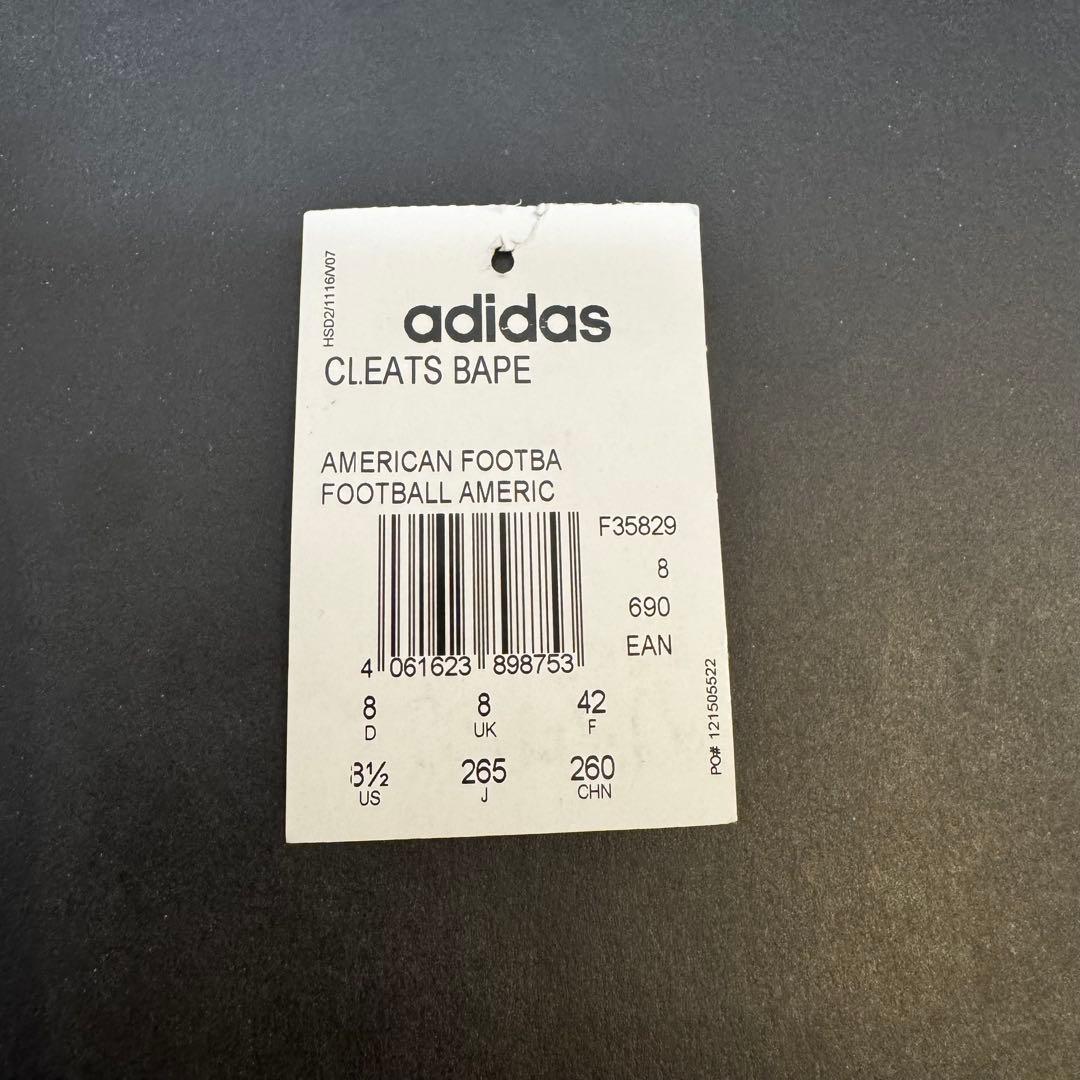 HSD2/1116/V07
adidas
CLEATS BAPE
AMERICAN FOOTBA
FOOTBALL AMERIC
F35829
8
690
EAN
4 061623 898753
8 8 42
D UK F
8½ 265 260
US J CHN
PO# 121505522